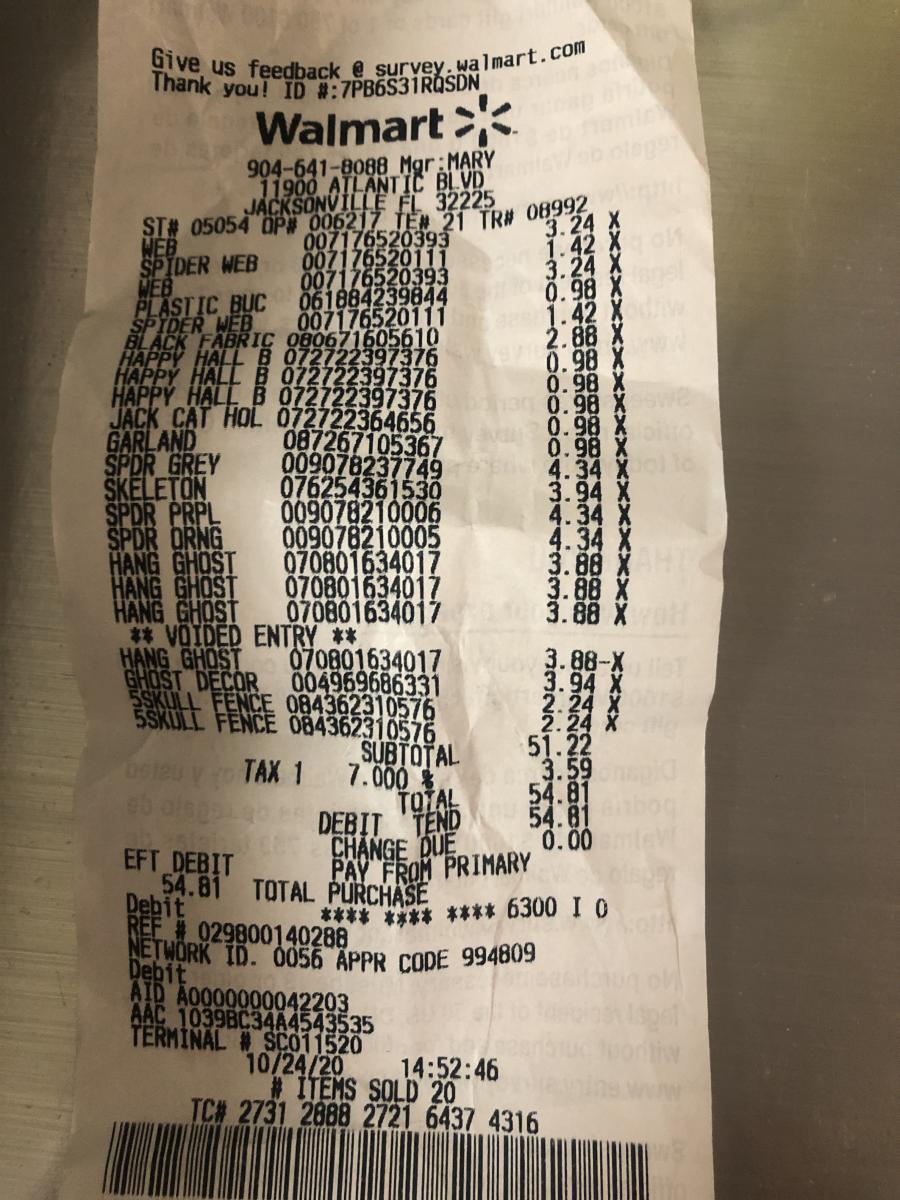 Give us feedback @ survey.walmart.com
Thank you! ID #:7PB6S31RQSDN
Walmart
904-641-8088 Mgr:MARY
11900 ATLANTIC BLVD
JACKSONVILLE FL 32225
ST# 05054 OP# 006217 TE# 21 TR# 08992
WEB 007176520393 3.24 X
SPIDER WEB 007176520111 1.42 X
WEB 007176520393 3.24 X
PLASTIC BUC 061884239844 0.98 X
SPIDER WEB 007176520111 1.42 X
BLACK FABRIC 080671605610 2.88 X
HAPPY HALL B 072722397376 0.98 X
HAPPY HALL B 072722397376 0.98 X
HAPPY HALL B 072722397376 0.98 X
JACK CAT HOL 072722364656 0.98 X
GARLAND 087267105367 0.98 X
SPDR GREY 009078237749 4.34 X
SKELETON 076254361530 3.94 X
SPDR PRPL 009078210006 4.34 X
SPDR ORNG 009078210005 4.34 X
HANG GHOST 070801634017 3.88 X
HANG GHOST 070801634017 3.88 X
HANG GHOST 070801634017 3.88 X
** VOIDED ENTRY **
HANG GHOST 070801634017 3.88-X
GHOST DECOR 004969686331 3.94 X
5SKULL FENCE 084362310576 2.24 X
5SKULL FENCE 084362310576 2.24 X
SUBTOTAL 51.22
TAX 1 7.000 % 3.59
TOTAL 54.81
DEBIT TEND 54.81
CHANGE DUE 0.00
EFT DEBIT PAY FROM PRIMARY
54.81 TOTAL PURCHASE
Debit **** **** **** 6300 I 0
REF # 029800140288
NETWORK ID. 0056 APPR CODE 994809
Debit
AID A0000000042203
AAC 1039BC34A4543535
TERMINAL # SC011520
10/24/20 14:52:46
# ITEMS SOLD 20
TC# 2731 2888 2721 6437 4316